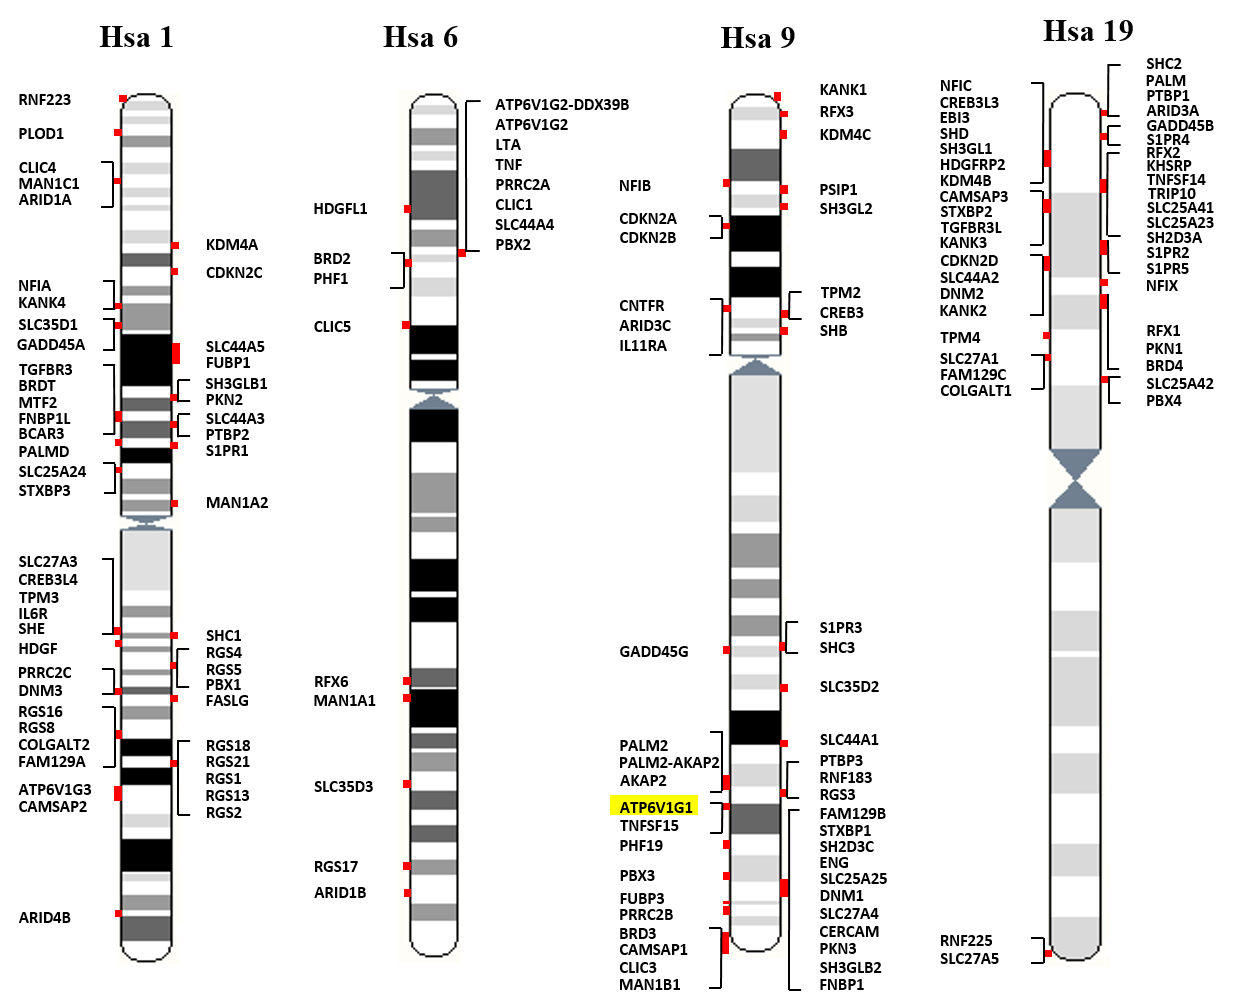 Hsa 1
RNF223
PLOD1
CLIC4
MAN1C1
ARID1A
KDM4A
CDKN2C
NFIA
KANK4
SLC35D1
GADD45A
SLC44A5
FUBP1
TGFBR3
BRDT
MTF2
FNBP1L
BCAR3
PALMD
SH3GLB1
PKN2
SLC44A3
PTBP2
S1PR1
SLC25A24
STXBP3
MAN1A2
SLC27A3
CREB3L4
TPM3
IL6R
SHE
HDGF
SHC1
RGS4
RGS5
PBX1
FASLG
PRRC2C
DNM3
RGS16
RGS8
COLGALT2
FAM129A
RGS18
RGS21
RGS1
RGS13
RGS2
ATP6V1G3
CAMSAP2
ARID4B
Hsa 6
ATP6V1G2-DDX39B
ATP6V1G2
LTA
TNF
PRRC2A
CLIC1
SLC44A4
PBX2
HDGFL1
BRD2
PHF1
CLIC5
RFX6
MAN1A1
SLC35D3
RGS17
ARID1B
Hsa 9
KANK1
RFX3
KDM4C
NFIB
PSIP1
SH3GL2
CDKN2A
CDKN2B
CNTFR
ARID3C
IL11RA
TPM2
CREB3
SHB
S1PR3
SHC3
GADD45G
SLC35D2
SLC44A1
PALM2
PALM2-AKAP2
AKAP2
PTBP3
RNF183
RGS3
ATP6V1G1
TNFSF15
PHF19
PBX3
FUBP3
PRRC2B
BRD3
CAMSAP1
CLIC3
MAN1B1
FAM129B
STXBP1
SH2D3C
ENG
SLC25A25
DNM1
SLC27A4
CERCAM
PKN3
SH3GLB2
FNBP1
Hsa 19
NFIC
CREB3L3
EBI3
SHD
SH3GL1
HDGFRP2
KDM4B
CAMSAP3
STXBP2
TGFBR3L
KANK3
CDKN2D
SLC44A2
DNM2
KANK2
TPM4
SLC27A1
FAM129C
COLGALT1
SHC2
PALM
PTBP1
ARID3A
GADD45B
S1PR4
RFX2
KHSRP
TNFSF14
TRIP10
SLC25A41
SLC25A23
SH2D3A
S1PR2
S1PR5
NFIX
RFX1
PKN1
BRD4
SLC25A42
PBX4
RNF225
SLC27A5